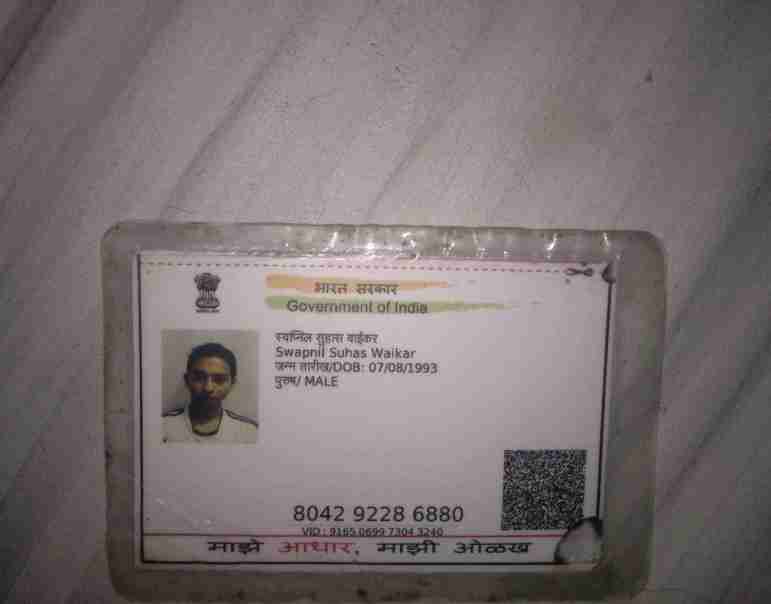 भारत सरकार
Government of India
स्वप्निल सुहास वाईकर
Swapnil Suhas Waikar
जन्म तारीख/DOB: 07/08/1993
पुरुष/ MALE
8042 9228 6880
VID : 9165 0699 7304 3240
माझे आधार, माझी ओळख